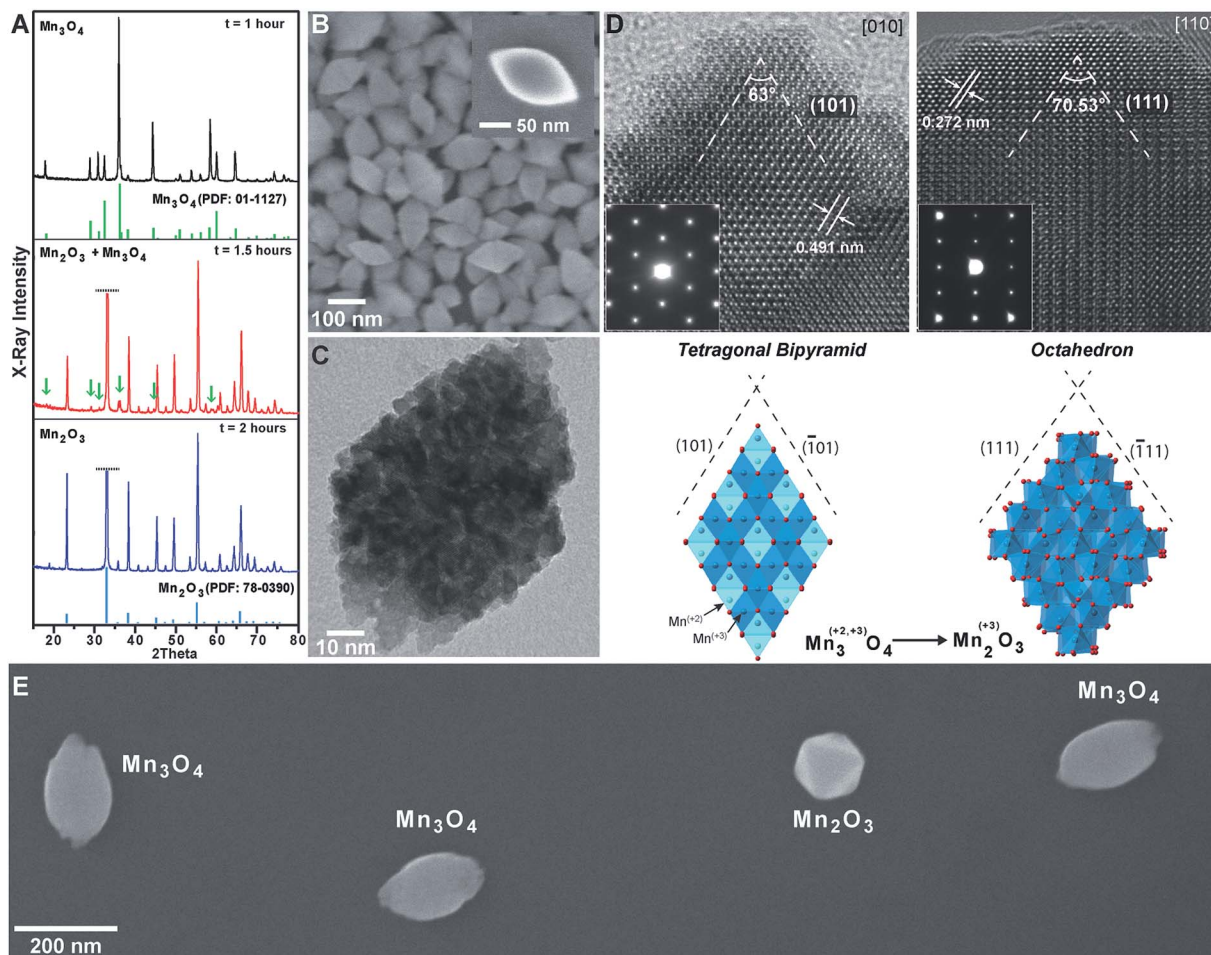 A
Mn₃O₄
t = 1 hour
Mn₃O₄ (PDF: 01-1127)
Mn₂O₃ + Mn₃O₄
t = 1.5 hours
Mn₂O₃
t = 2 hours
Mn₂O₃ (PDF: 78-0390)
X-Ray Intensity
20 30 40 50 60 70 80
2Theta
B
50 nm
100 nm
C
10 nm
D
[010]
63°
(101)
0.491 nm
[110]
0.272 nm
70.53°
(111)
Tetragonal Bipyramid
(101)
(1̄01)
Mn(+2)
Mn(+3)
Octahedron
(111)
(1̄11)
Mn₃(+2,+3)O₄
Mn₂(+3)O₃
E
Mn₃O₄
Mn₃O₄
Mn₂O₃
Mn₃O₄
200 nm